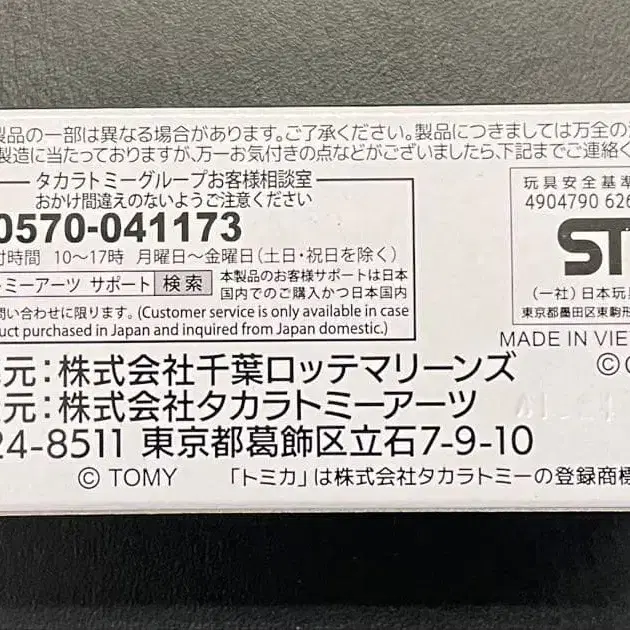 製品の一部は異なる場合があります。ご了承ください。製品につきましては万全の
製造に当たっておりますが、万一お気付きの点などがございましたら、下記までご連絡く
タカラトミーグループお客様相談室
おかけ間違えのないようご注意ください
0570-041173
付時間 10〜17時 月曜日〜金曜日(土日・祝日を除く)
トミーアーツ サポート 検索
本製品のお客様サポートは日本
国内でのご購入かつ日本国内
問い合わせに限ります。(Customer service is only available in case
duct purchased in Japan and inquired from Japan domestic.)
玩具安全基準
4904790 626
ST
(一社)日本玩具
東京都墨田区東駒形
MADE IN VIE
©
元:株式会社千葉ロッテマリーンズ
元:株式会社タカラトミーアーツ
24-8511 東京都葛飾区立石7-9-10
© TOMY 「トミカ」は株式会社タカラトミーの登録商標